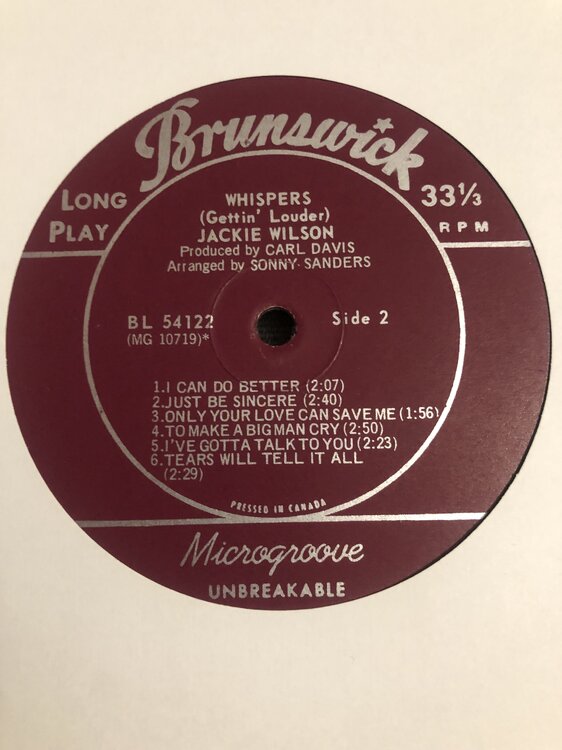 Brunswick
LONG
PLAY
33⅓
RPM
WHISPERS
(Gettin' Louder)
JACKIE WILSON
Produced by CARL DAVIS
Arranged by SONNY SANDERS
BL 54122
(MG 10719)*
Side 2
1.I CAN DO BETTER (2:07)
2.JUST BE SINCERE (2:40)
3.ONLY YOUR LOVE CAN SAVE ME (1:56)
4.TO MAKE A BIG MAN CRY (2:50)
5.I'VE GOTTA TALK TO YOU (2:23)
6.TEARS WILL TELL IT ALL
(2:29)
PRESSED IN CANADA
Microgroove
UNBREAKABLE